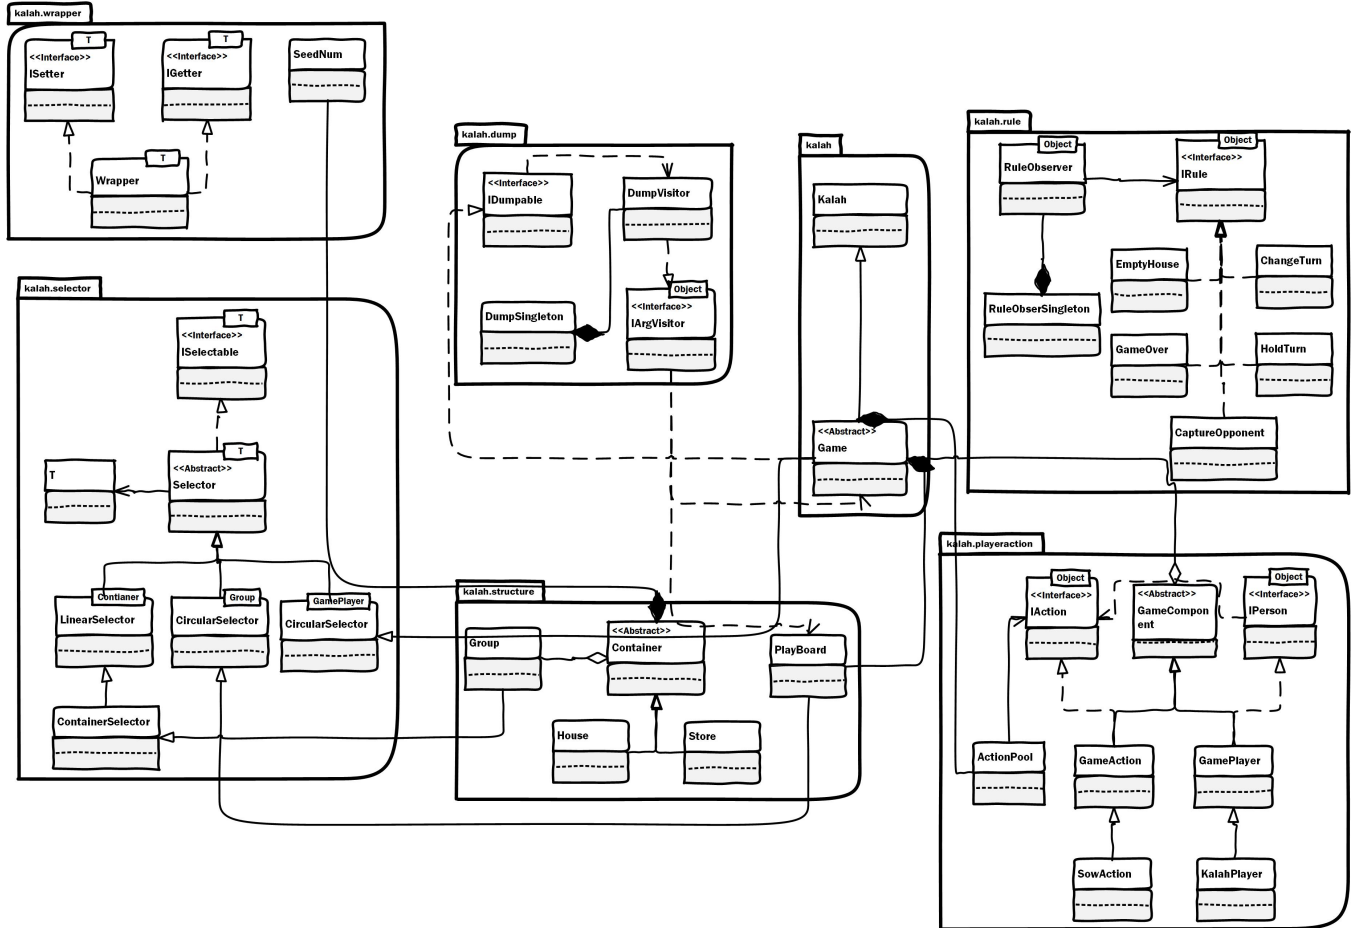 kalah.wrapper
T
<<Interface>>
ISetter
T
<<Interface>>
IGetter
SeedNum
T
Wrapper
kalah.selector
T
<<Interface>>
ISelectable
T
<<Abstract>>
Selector
T
Contianer
LinearSelector
Group
CircularSelector
GamePlayer
CircularSelector
ContainerSelector
kalah.dump
<<Interface>>
IDumpable
DumpVisitor
DumpSingleton
Object
<<Interface>>
IArgVisitor
kalah.structure
Group
<<Abstract>>
Container
PlayBoard
House
Store
kalah
Kalah
<<Abstract>>
Game
kalah.rule
Object
RuleObserver
Object
<<Interface>>
IRule
EmptyHouse
ChangeTurn
RuleObserSingleton
GameOver
HoldTurn
CaptureOpponent
kalah.playeraction
Object
<<Interface>>
IAction
<<Abstract>>
GameCompon
ent
Object
<<Interface>>
IPerson
ActionPool
GameAction
GamePlayer
SowAction
KalahPlayer